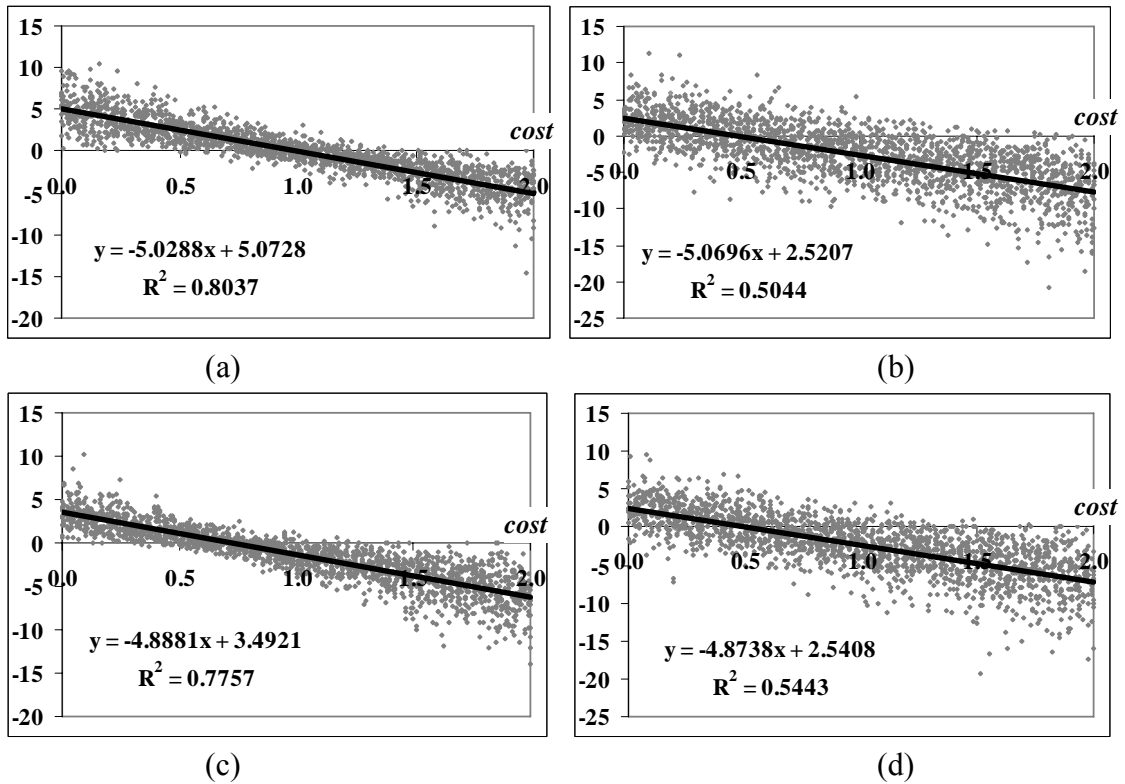 15
10
5
0
-5
-10
-15
-20
0.0 0.5 1.0 1.5 2.0
cost
y = -5.0288x + 5.0728
R² = 0.8037
(a)
15
10
5
0
-5
-10
-15
-20
-25
0.0 0.5 1.0 1.5 2.0
cost
y = -5.0696x + 2.5207
R² = 0.5044
(b)
15
10
5
0
-5
-10
-15
-20
0.0 0.5 1.0 1.5 2.0
cost
y = -4.8881x + 3.4921
R² = 0.7757
(c)
15
10
5
0
-5
-10
-15
-20
-25
0.0 0.5 1.0 1.5 2.0
cost
y = -4.8738x + 2.5408
R² = 0.5443
(d)